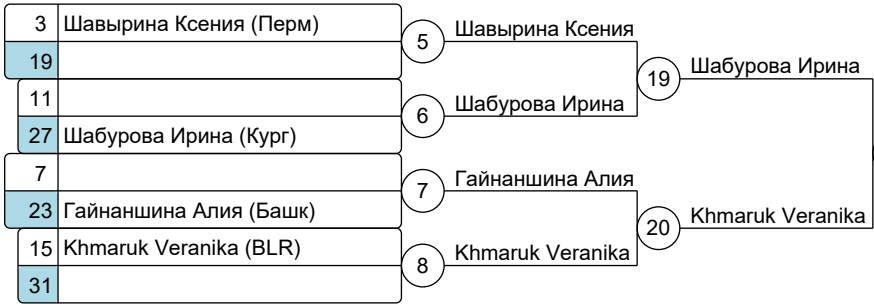 3 Шавырина Ксения (Перм)
19
5 Шавырина Ксения
11
27 Шабурова Ирина (Кург)
6 Шабурова Ирина
19 Шабурова Ирина
7
23 Гайнаншина Алия (Башк)
7 Гайнаншина Алия
15 Khmaruk Veranika (BLR)
31
8 Khmaruk Veranika
20 Khmaruk Veranika